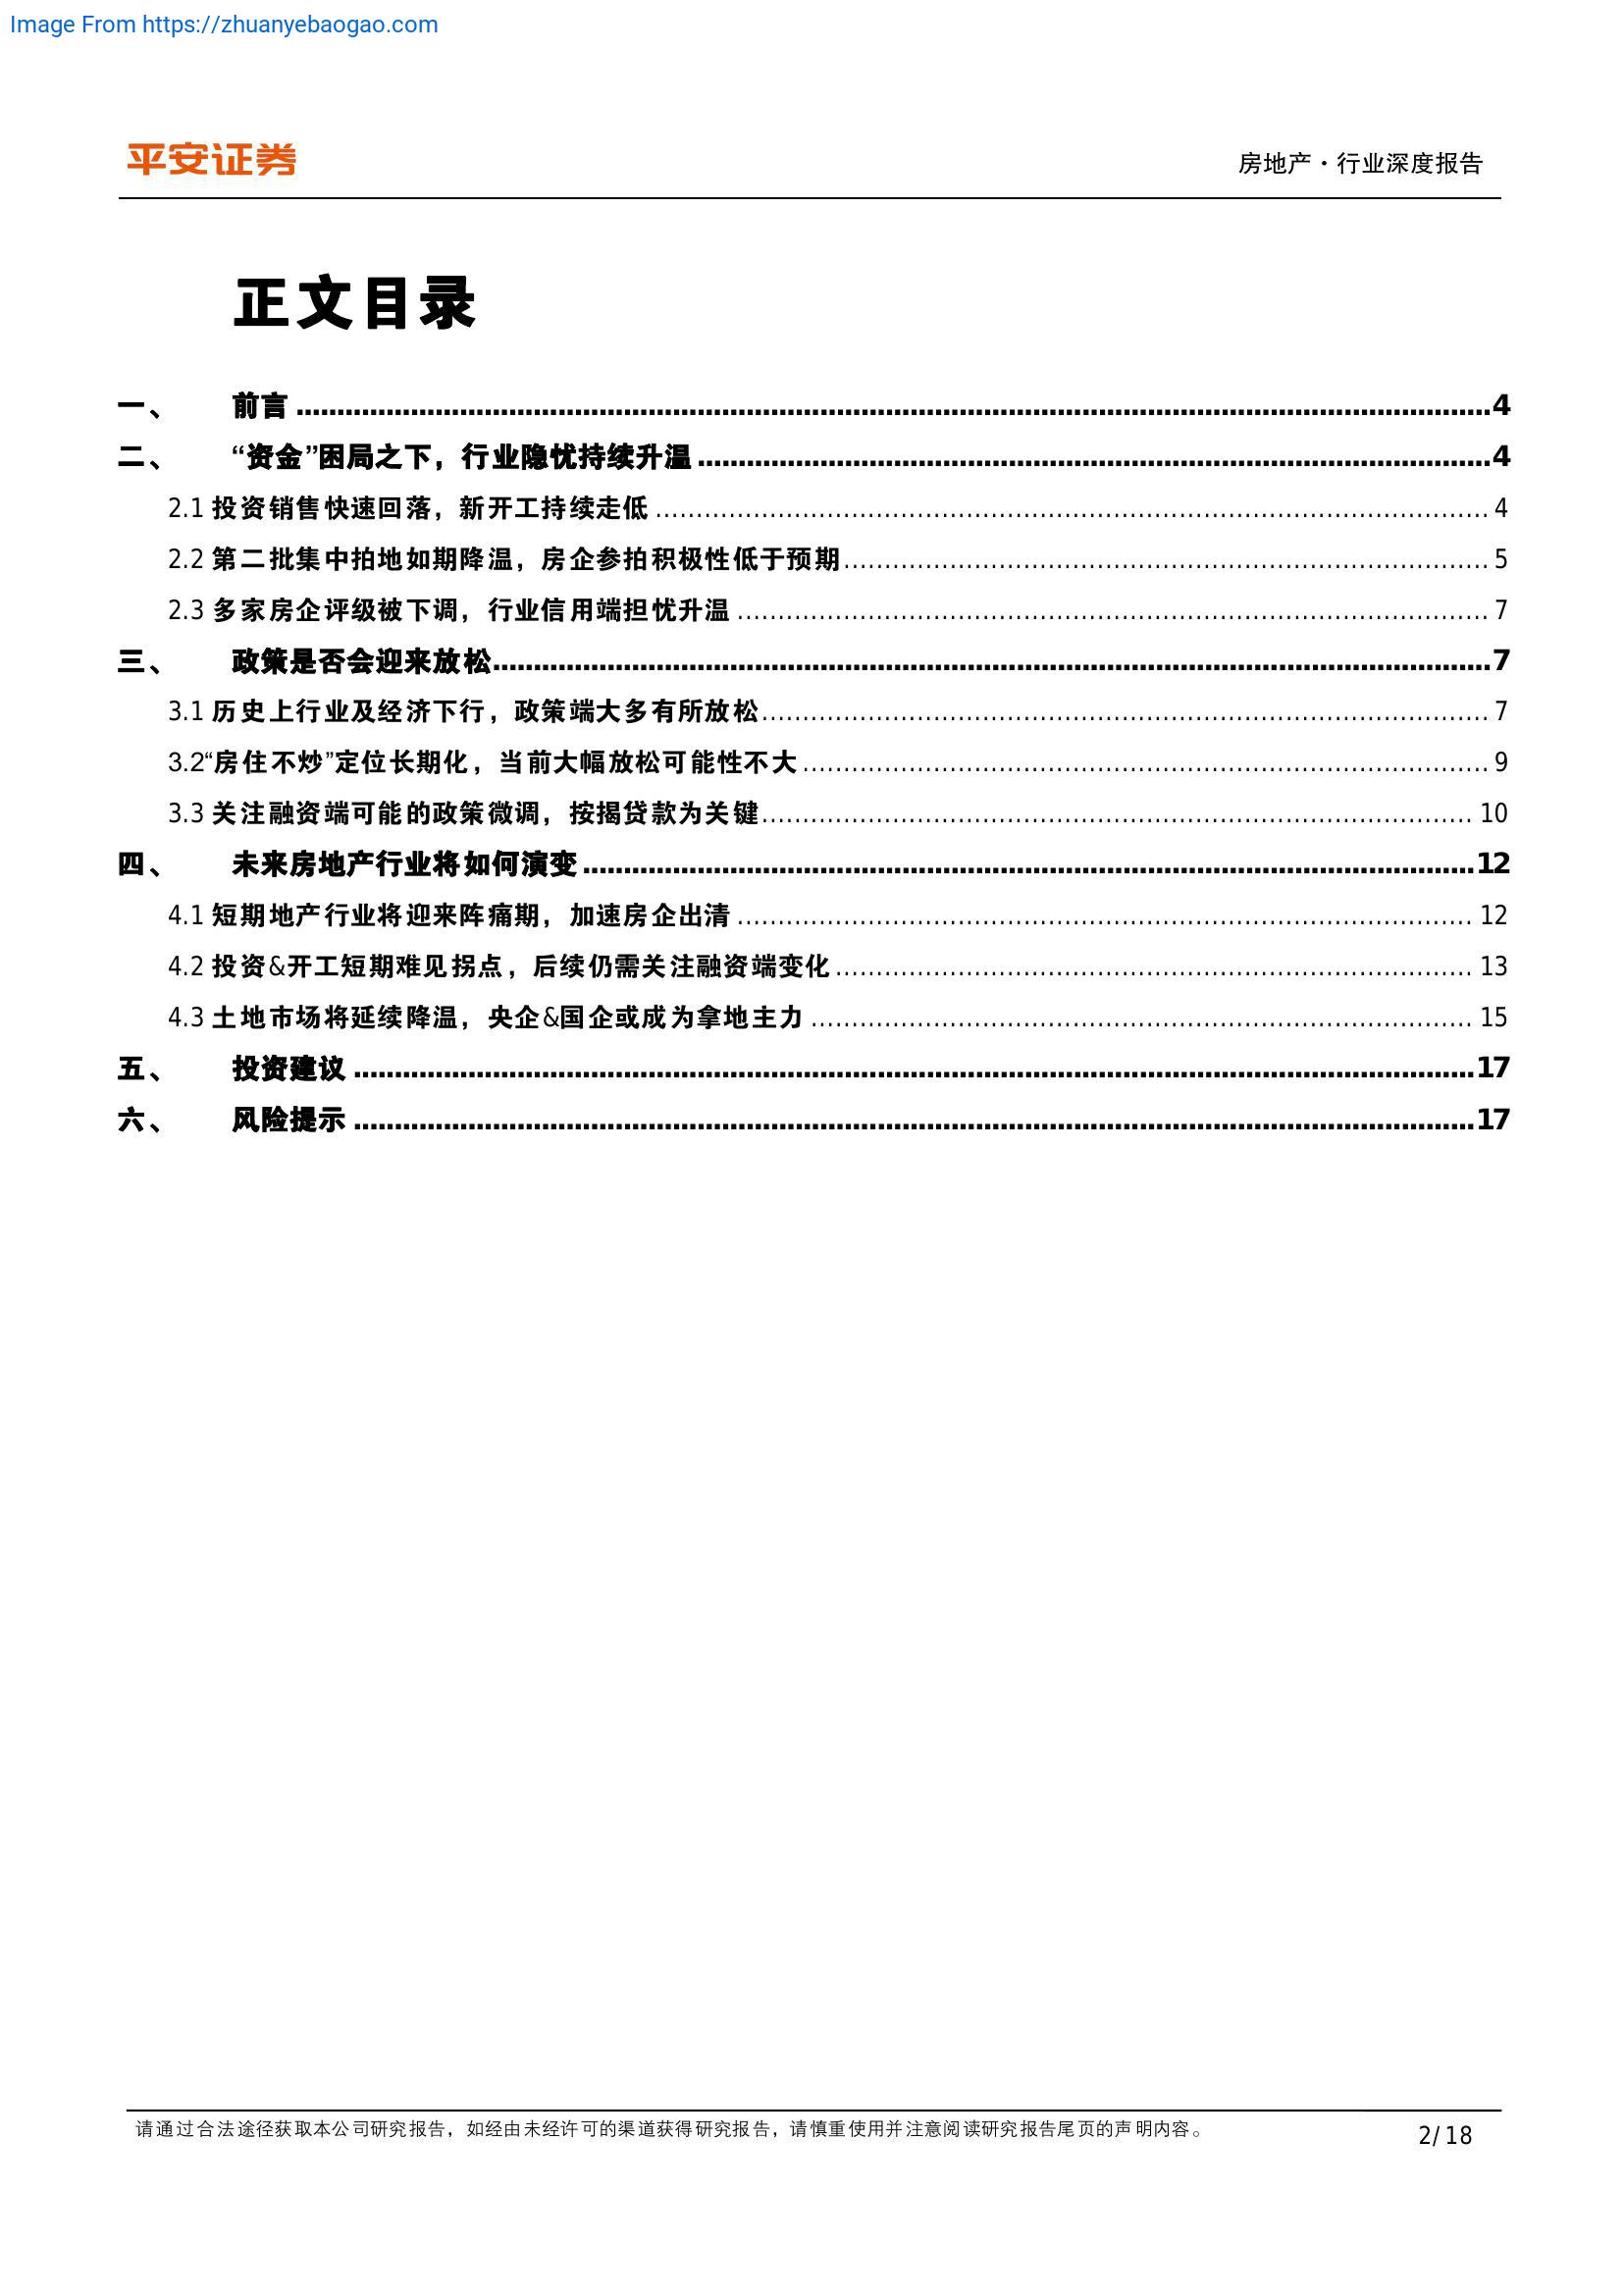 Image From https://zhuanyebaogao.com
平安证券
房地产·行业深度报告
正文目录
一、 前言 ........ 4
二、 “资金”困局之下，行业隐忧持续升温 ........ 4
2.1 投资销售快速回落，新开工持续走低 ........ 4
2.2 第二批集中拍地如期降温，房企参拍积极性低于预期 ........ 5
2.3 多家房企评级被下调，行业信用端担忧升温 ........ 7
三、 政策是否会迎来放松 ........ 7
3.1 历史上行业及经济下行，政策端大多有所放松 ........ 7
3.2“房住不炒”定位长期化，当前大幅放松可能性不大 ........ 9
3.3 关注融资端可能的政策微调，按揭贷款为关键 ........ 10
四、 未来房地产行业将如何演变 ........ 12
4.1 短期地产行业将迎来阵痛期，加速房企出清 ........ 12
4.2 投资&开工短期难见拐点，后续仍需关注融资端变化 ........ 13
4.3 土地市场将延续降温，央企&国企或成为拿地主力 ........ 15
五、 投资建议 ........ 17
六、 风险提示 ........ 17
请通过合法途径获取本公司研究报告，如经由未经许可的渠道获得研究报告，请慎重使用并注意阅读研究报告尾页的声明内容。
2/18